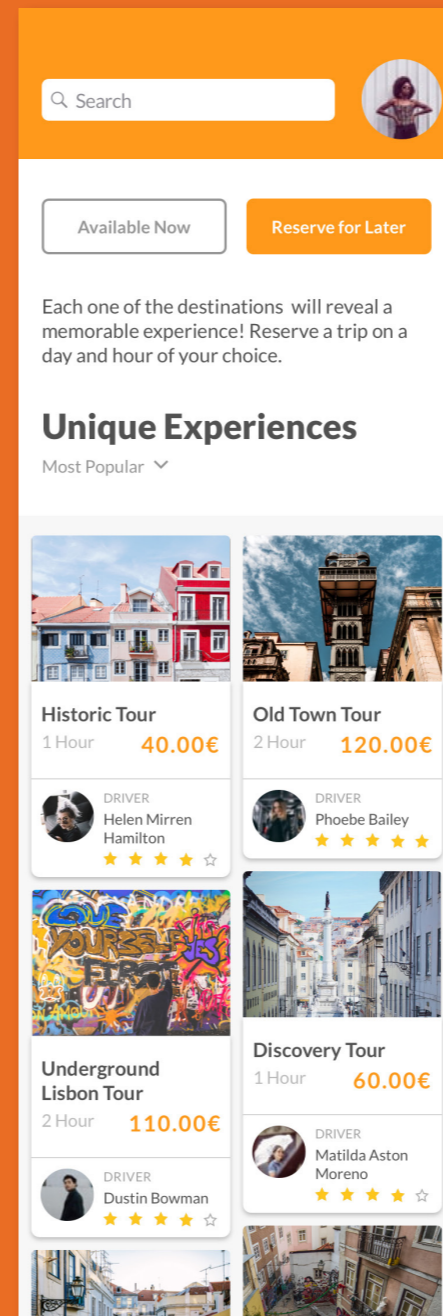 Search
Available Now
Reserve for Later
Each one of the destinations will reveal a
memorable experience! Reserve a trip on a
day and hour of your choice.
Unique Experiences
Most Popular
Historic Tour
1 Hour
40.00€
DRIVER
Helen Mirren
Hamilton
Old Town Tour
2 Hour
120.00€
DRIVER
Phoebe Bailey
LOVE
YOURSELF
FIRST
Underground
Lisbon Tour
2 Hour
110.00€
DRIVER
Dustin Bowman
Discovery Tour
1 Hour
60.00€
DRIVER
Matilda Aston
Moreno